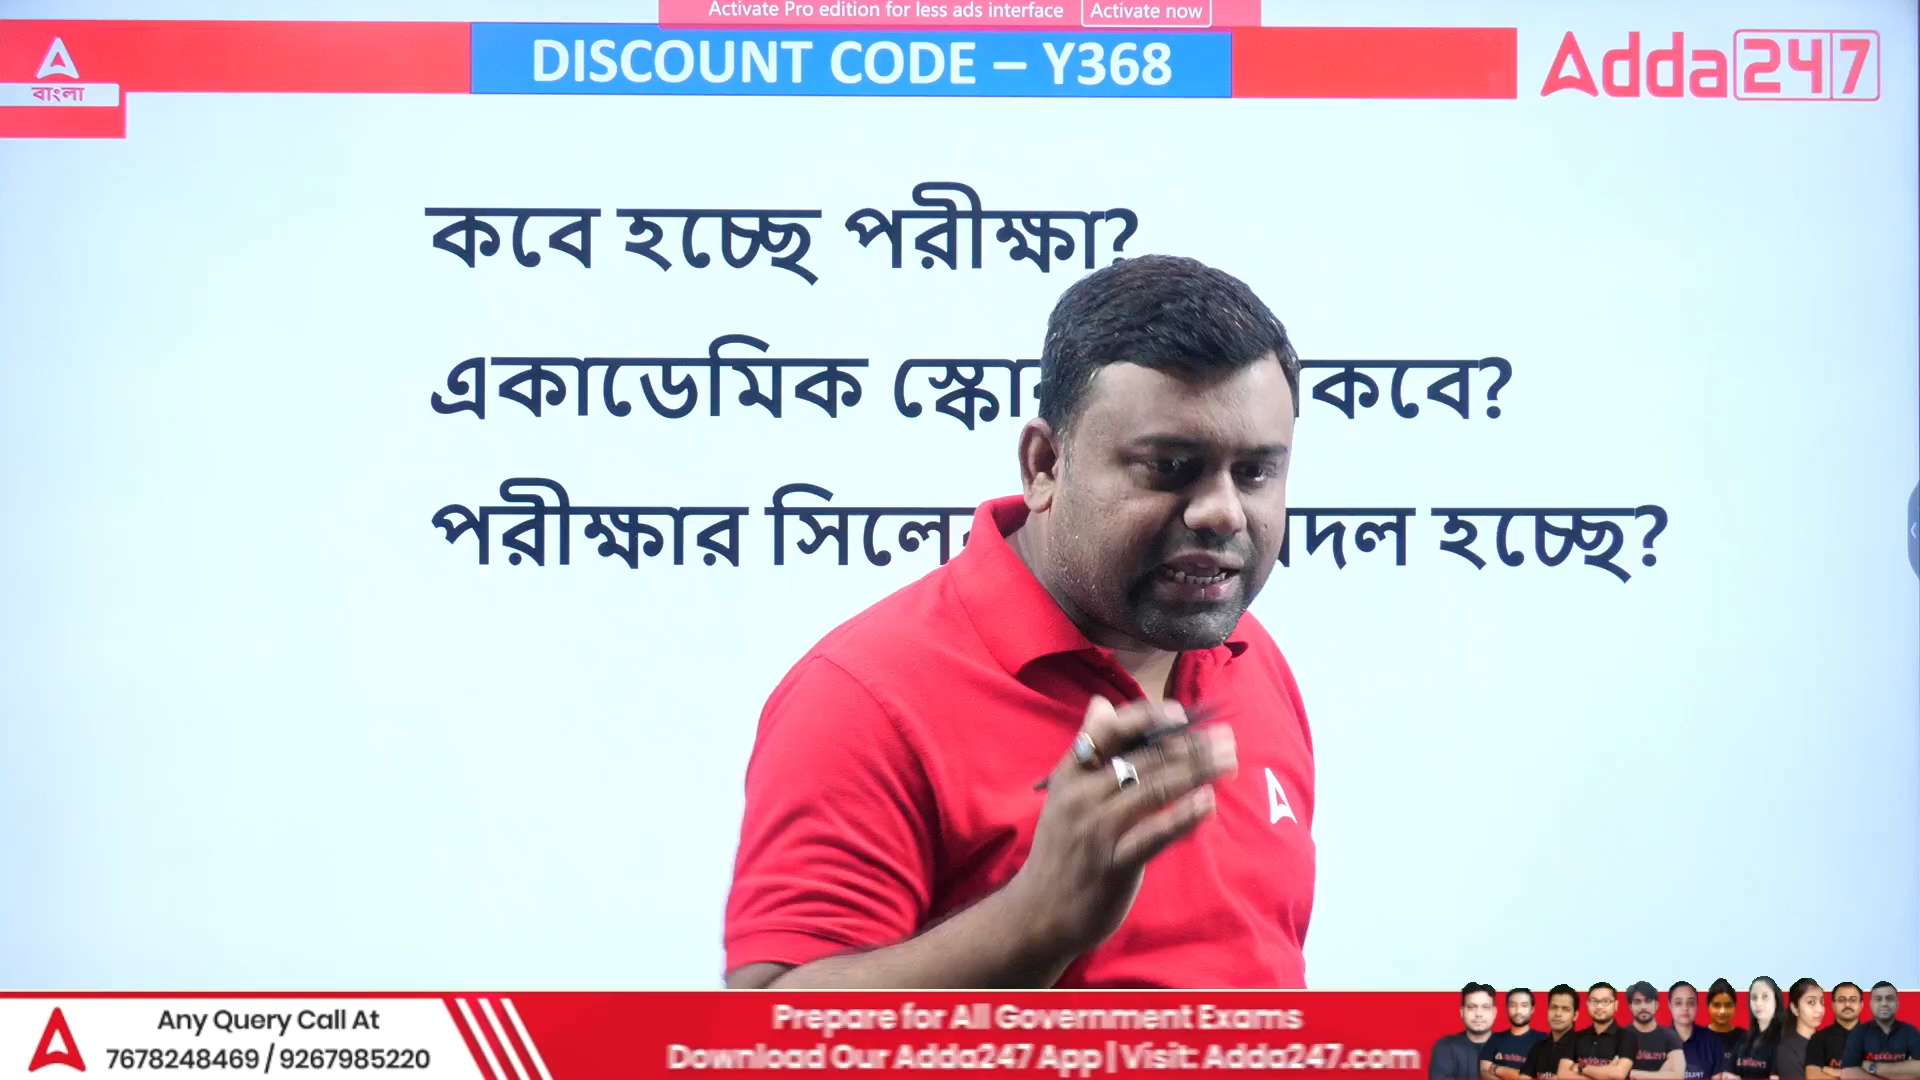 Activate Pro edition for less ads interface Activate now
DISCOUNT CODE – Y368
Adda247
বাংলা
কবে হচ্ছে পরীক্ষা?
একাডেমিক কবে?
পরীক্ষার হচ্ছে?
Any Query Call At
7678248469 / 9267985220
Prepare for All Government Exams
Download Our Adda247 App | Visit: Adda247.com